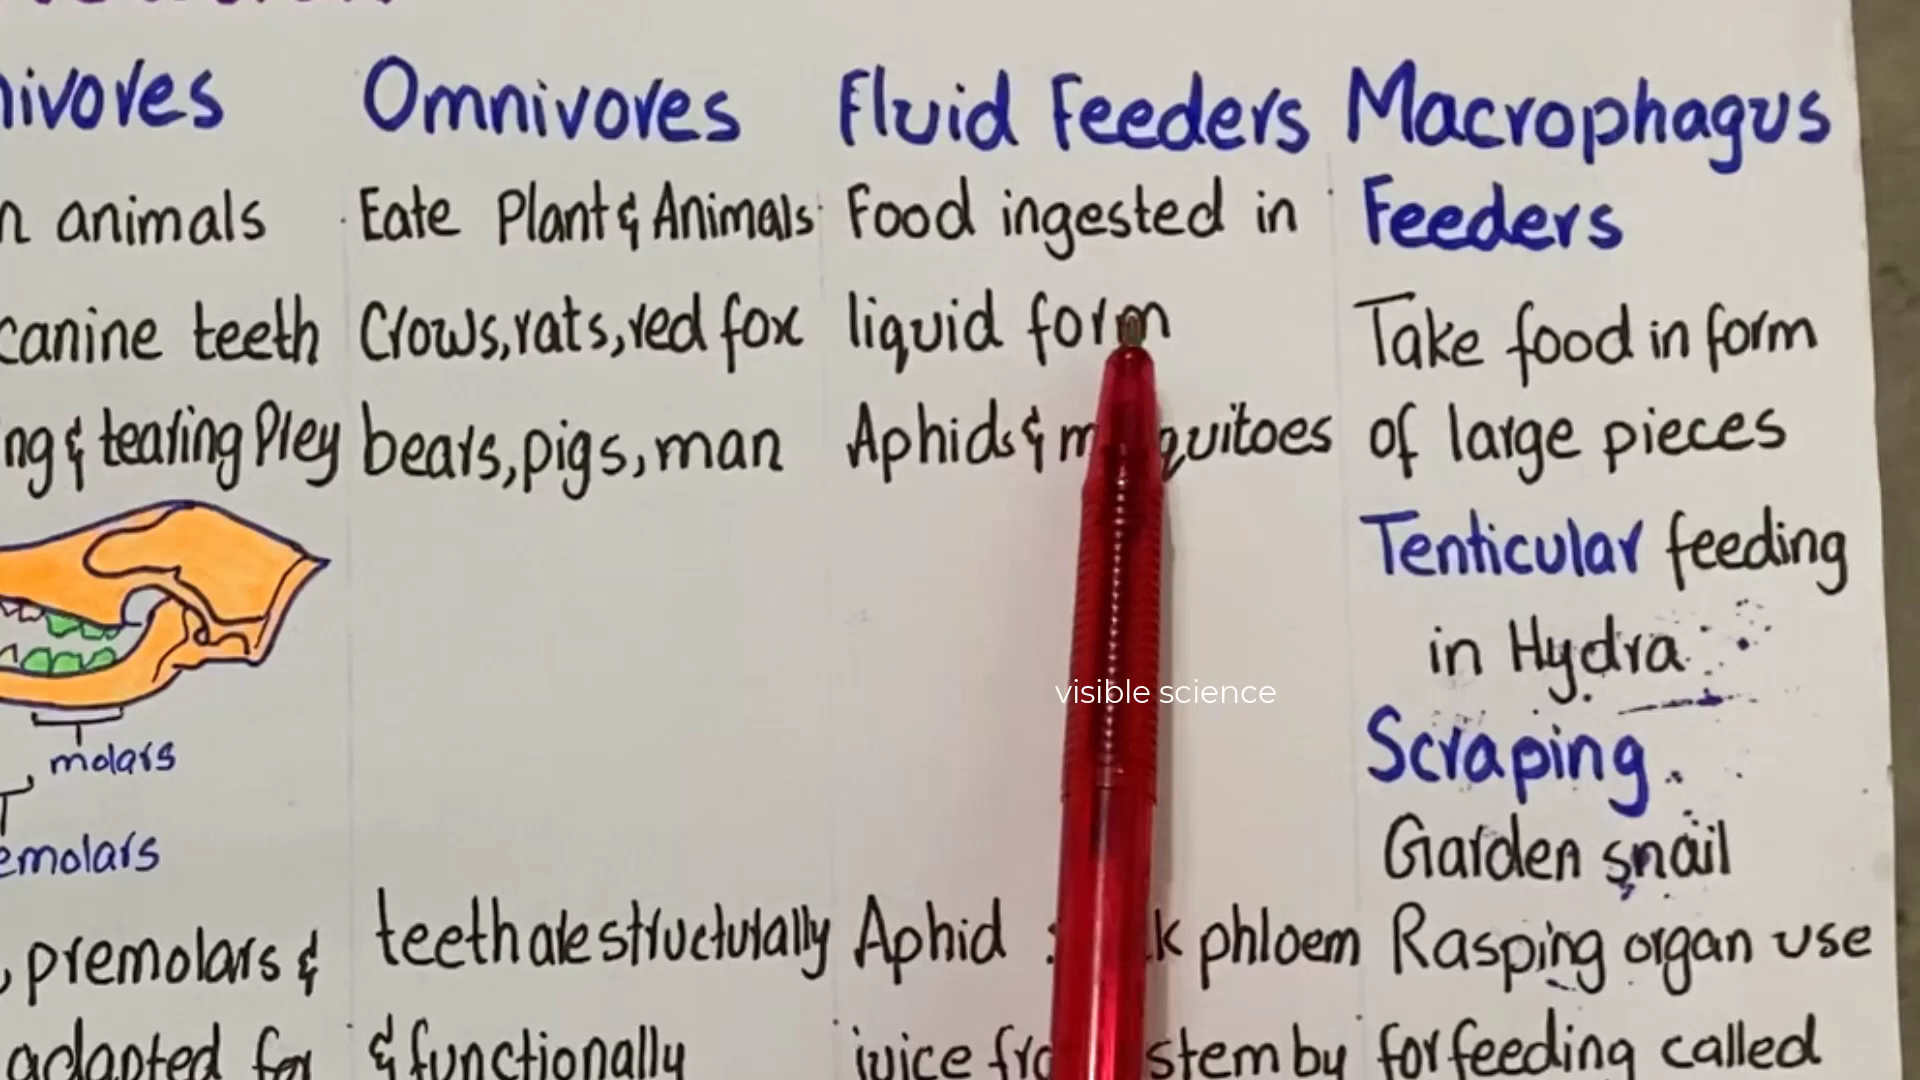 nivores
n animals
canine teeth
ng & tearing Prey
molars
emolars
, premolars &
adapted for
Omnivores
Eate Plant & Animals
Crows, rats, red fox
bears, pigs, man
teeth are structurally
& functionally
Fluid Feeders
Food ingested in
liquid form
Aphids & quitoes
Aphid phloem
juice stem by
Macrophagus
Feeders
Take food in form
of large pieces
Tenticular feeding
in Hydra
Scraping
Garden snail
Rasping organ use
for feeding called
visible science